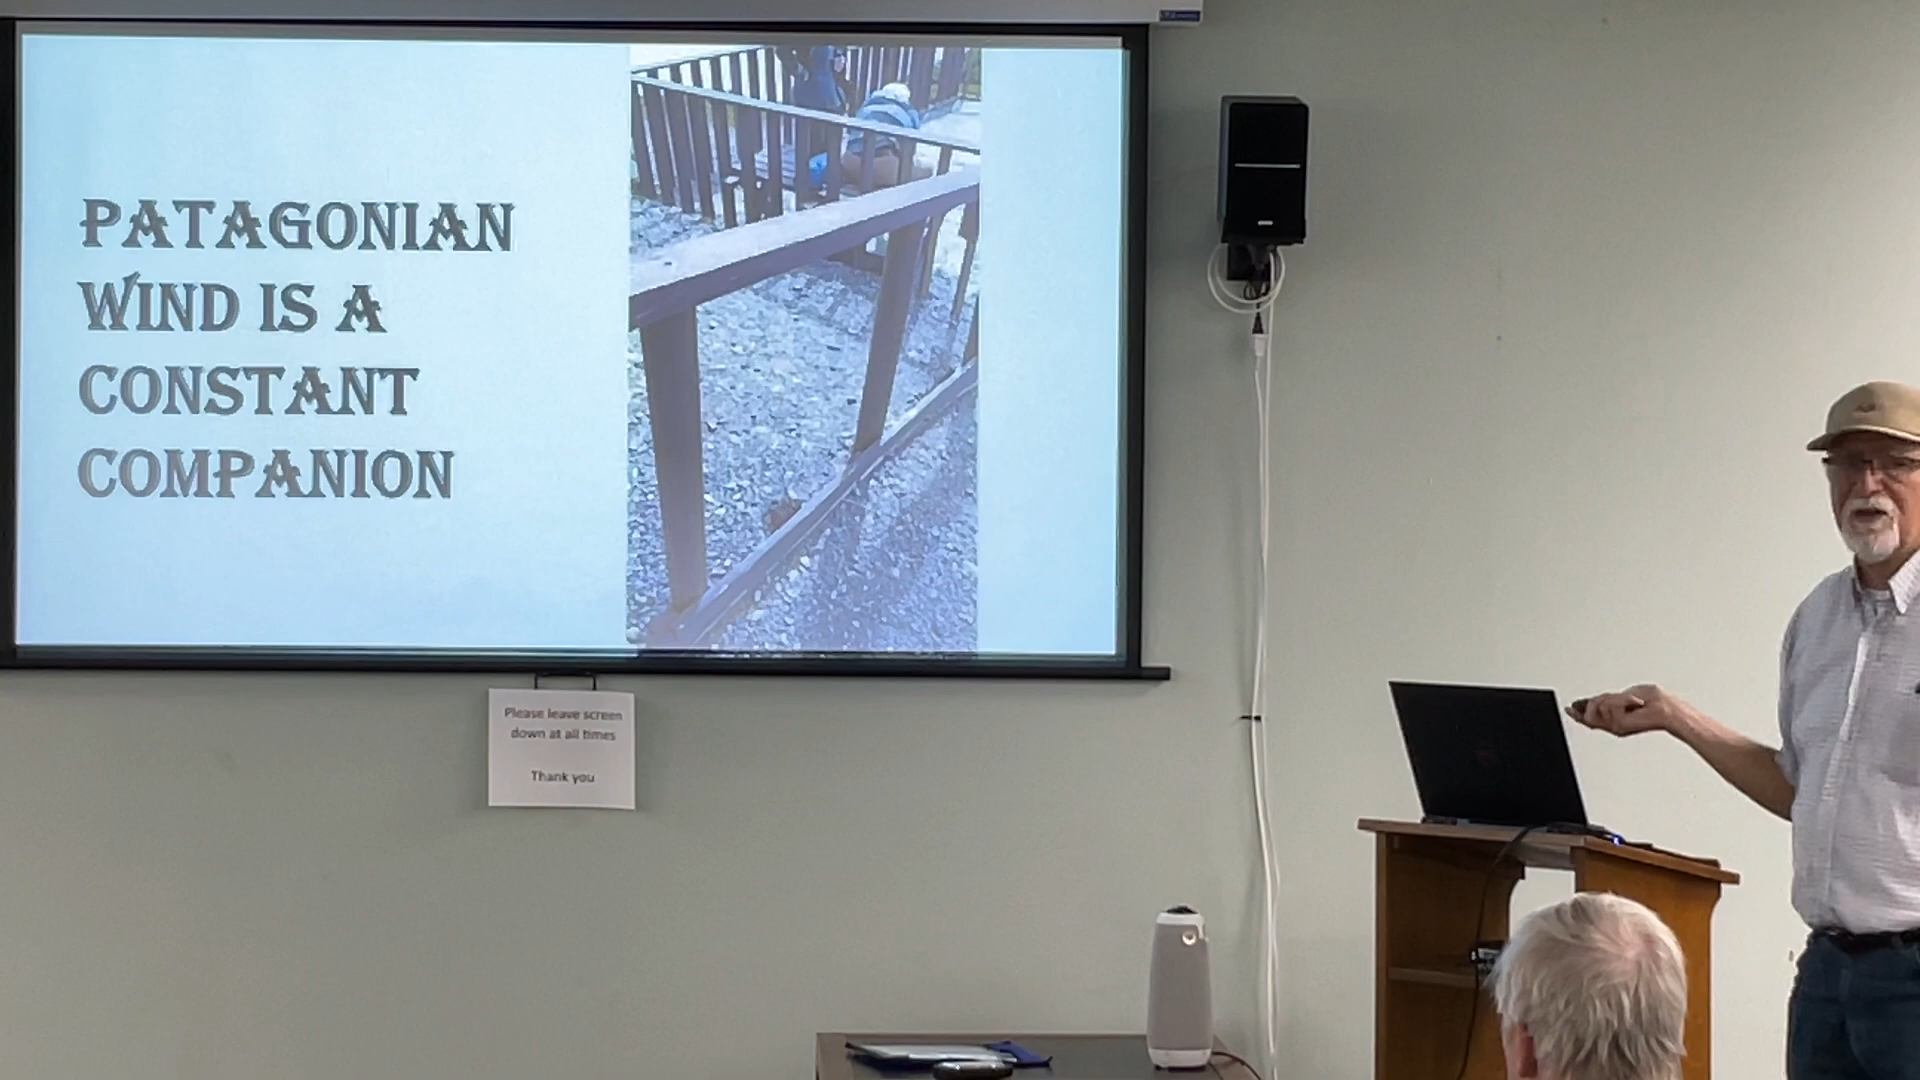 PATAGONIAN
WIND IS A
CONSTANT
COMPANION
Please leave screen
down at all times
Thank you